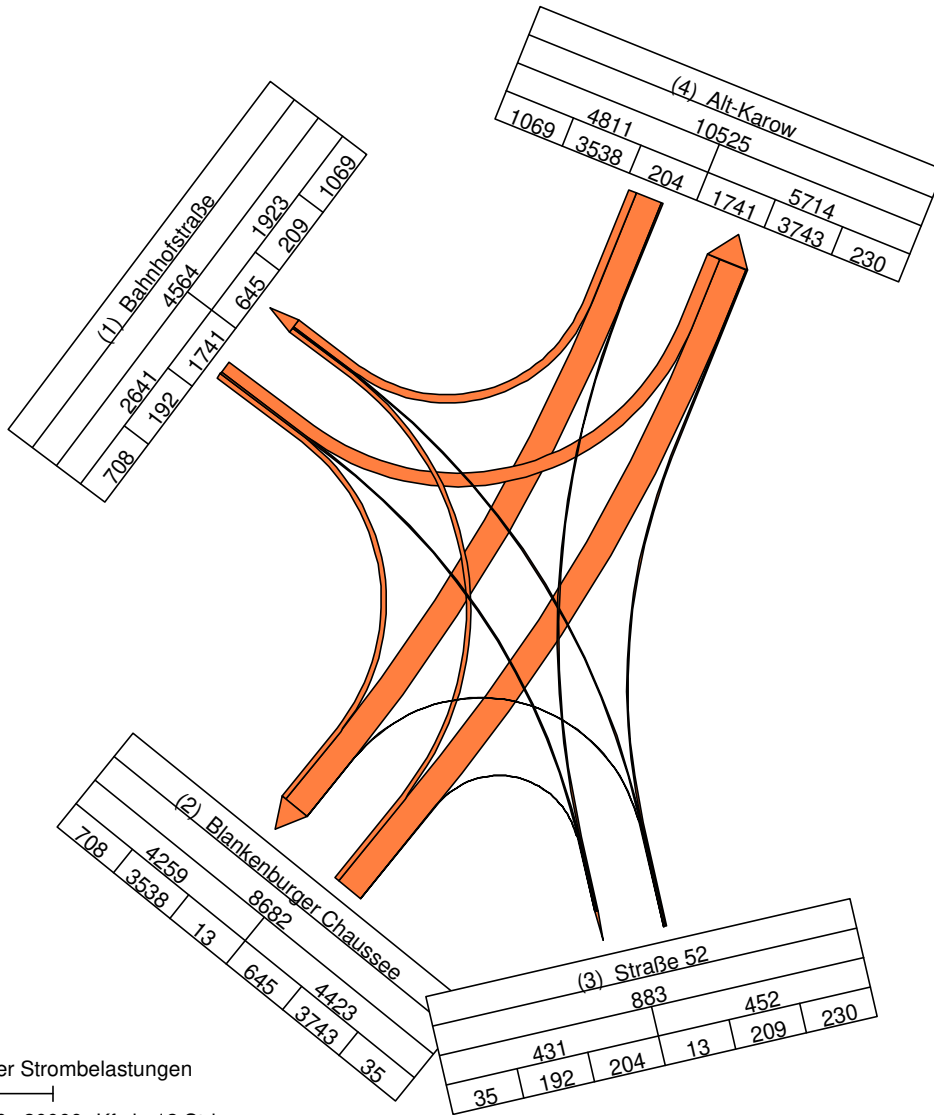 (4) Alt-Karow
10525
4811 5714
1069 3538 204 1741 3743 230
(1) Bahnhofstraße
4564
2641 1923
708 192 1741 645 209 1069
(2) Blankenburger Chaussee
8682
4259 4423
708 3538 13 645 3743 35
(3) Straße 52
883
431 452
35 192 204 13 209 230
er Strombelastungen